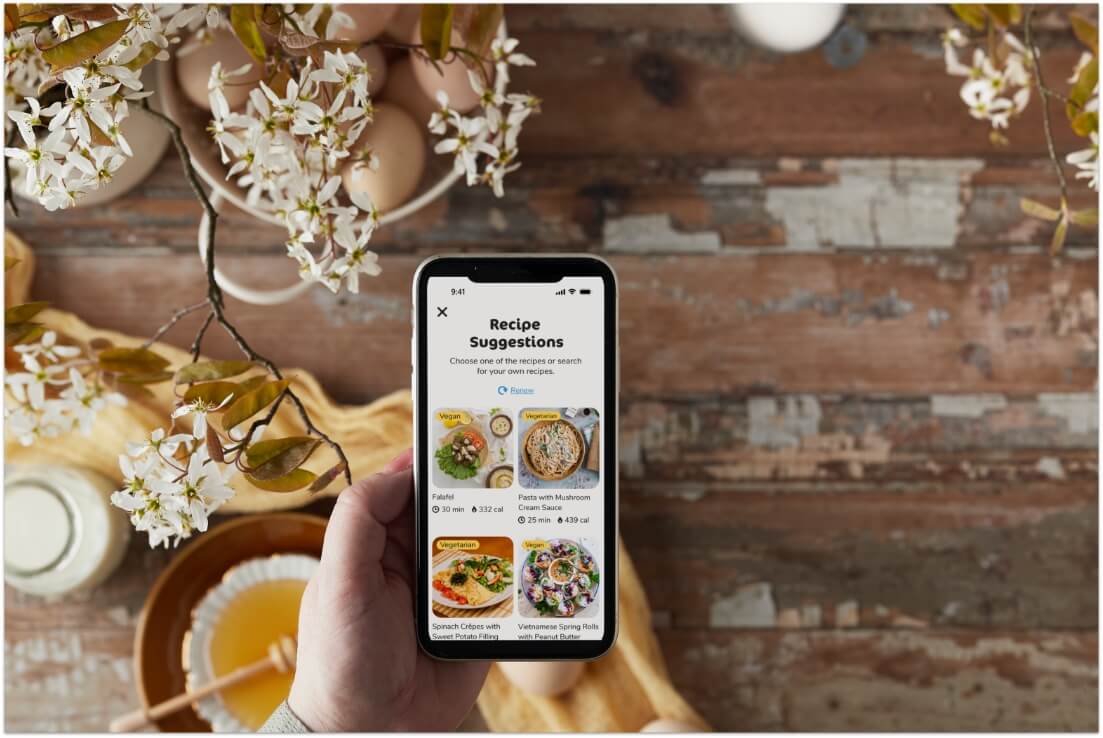 9:41
Recipe
Suggestions
Choose one of the recipes or search
for your own recipes.
Renew
Vegan
Vegetarian
Falafel
30 min 332 cal
Pasta with Mushroom
Cream Sauce
25 min 439 cal
Vegetarian
Vegan
Spinach Crêpes with
Sweet Potato Filling
Vietnamese Spring Rolls
with Peanut Butter